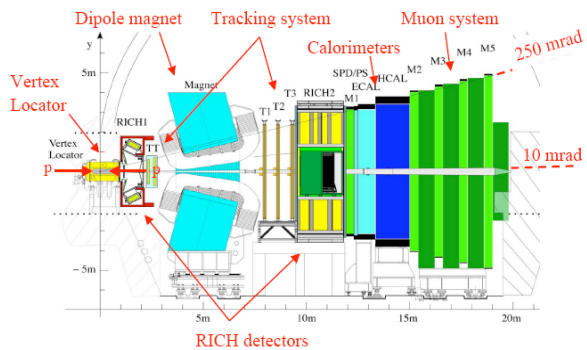 Dipole magnet
Tracking system
Muon system
Calorimeters
250 mrad
y
5m
Magnet
T1
T2
T3
RICH2
SPD/PS
M1
ECAL
HCAL
M2
M3
M4
M5
Vertex
Locator
RICH1
TT
Vertex
Locator
p
p
10 mrad
-5m
5m
10m
15m
20m
RICH detectors